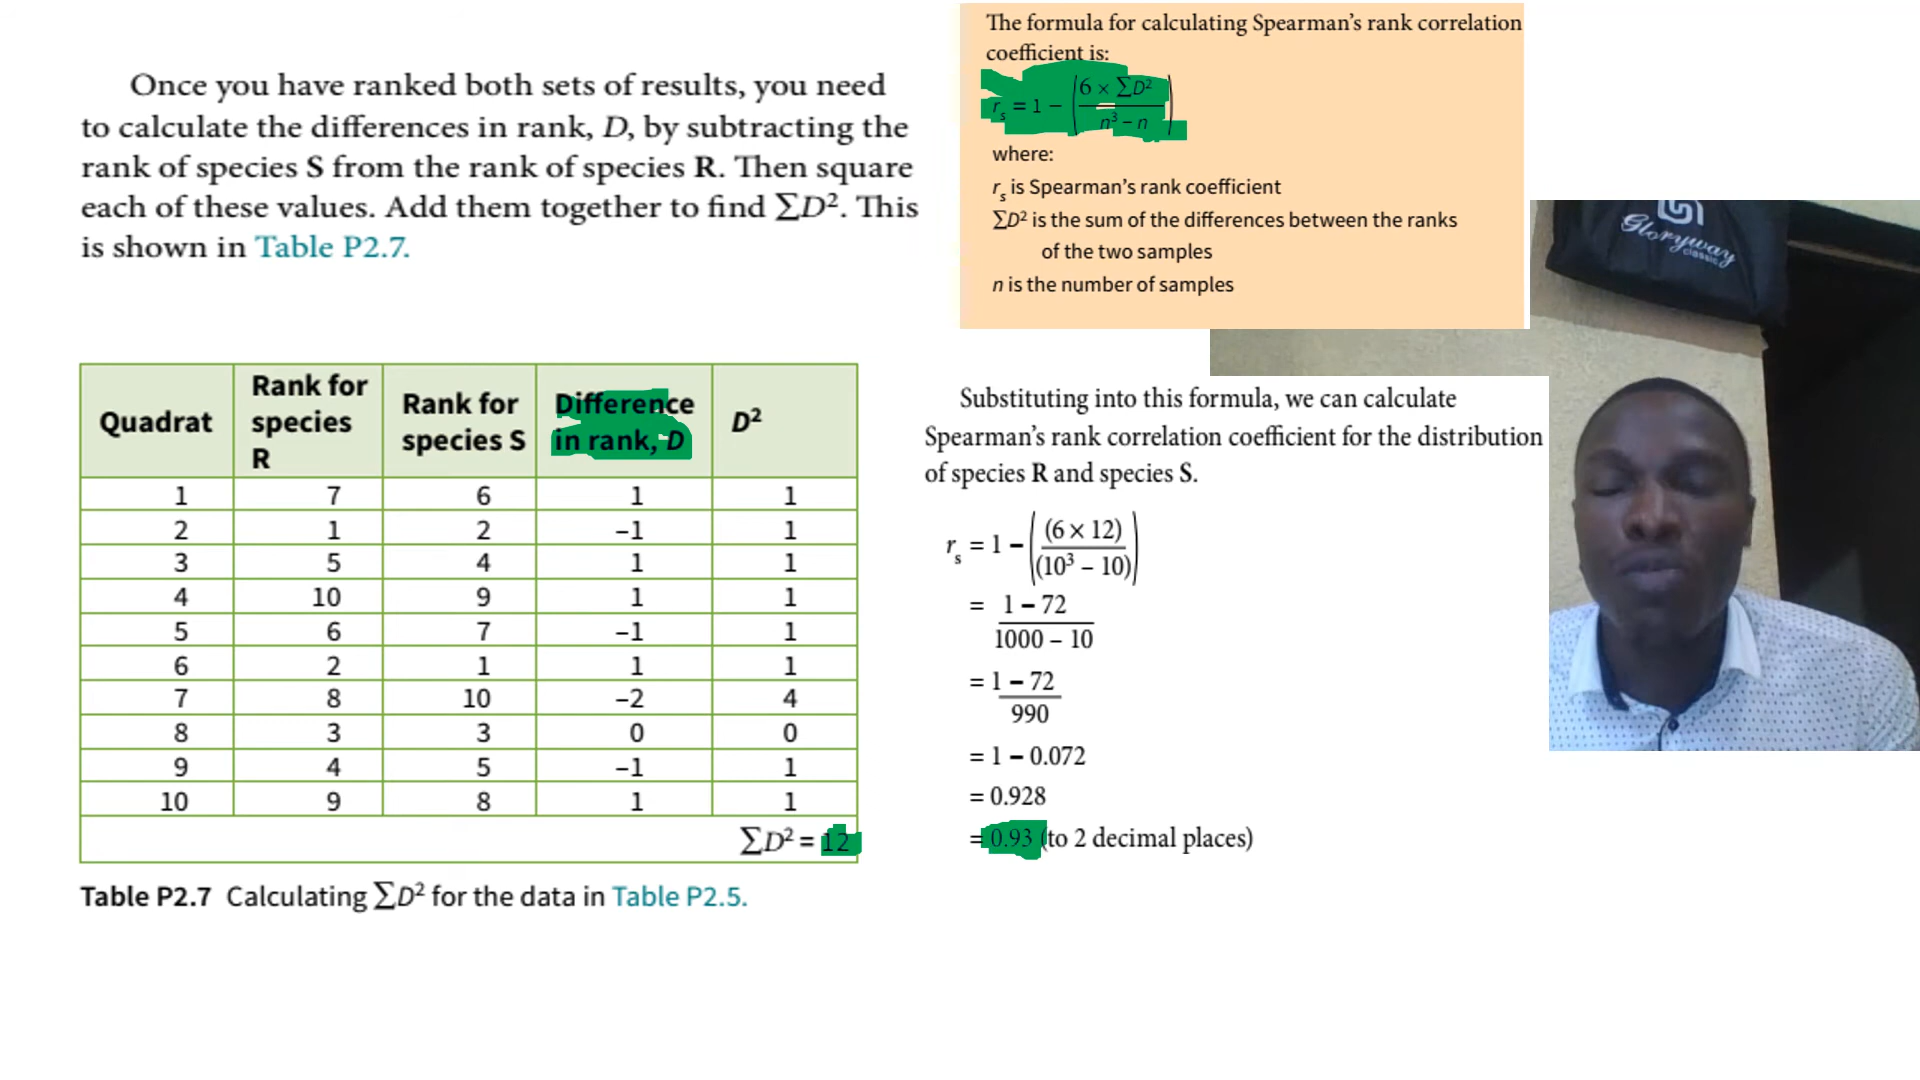 Once you have ranked both sets of results, you need
to calculate the differences in rank, D, by subtracting the
rank of species S from the rank of species R. Then square
each of these values. Add them together to find ∑D². This
is shown in Table P2.7.
Quadrat | Rank for species R | Rank for species S | Difference in rank, D | D²
1 7 6 1 1
2 1 2 –1 1
3 5 4 1 1
4 10 9 1 1
5 6 7 –1 1
6 2 1 1 1
7 8 10 –2 4
8 3 3 0 0
9 4 5 –1 1
10 9 8 1 1
∑D² = 12
Table P2.7 Calculating ∑D² for the data in Table P2.5.
The formula for calculating Spearman's rank correlation
coefficient is:
rₛ = 1 – (6 × ∑D² / n³ – n)
where:
rₛ is Spearman's rank coefficient
∑D² is the sum of the differences between the ranks
of the two samples
n is the number of samples
Gloryway
classic
Substituting into this formula, we can calculate
Spearman's rank correlation coefficient for the distribution
of species R and species S.
rₛ = 1 – ((6 × 12) / (10³ – 10))
= 1 – 72 / 1000 – 10
= 1 – 72 / 990
= 1 – 0.072
= 0.928
= 0.93 (to 2 decimal places)